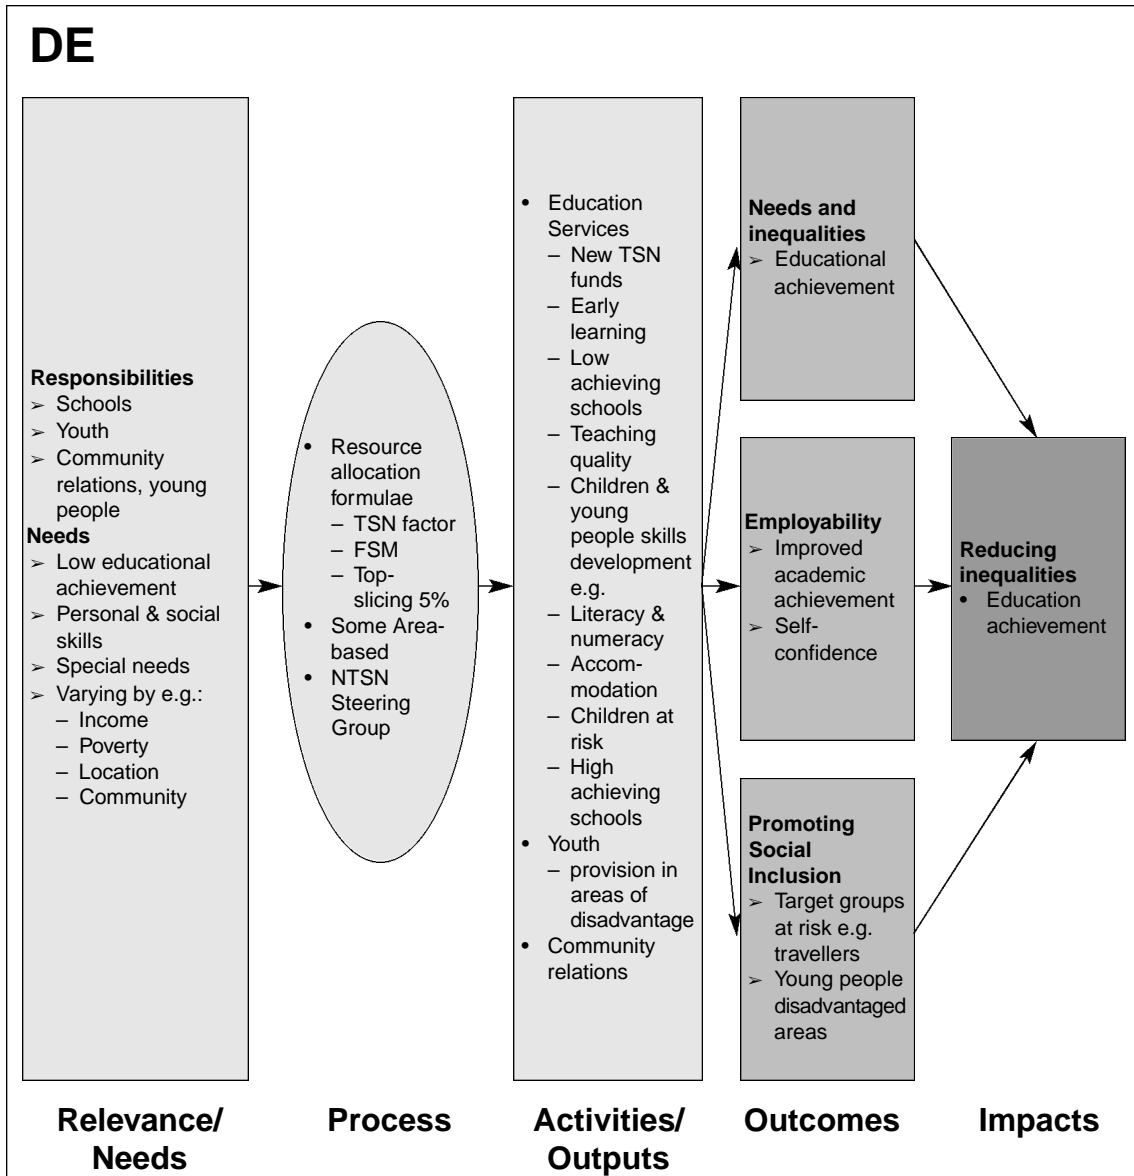 DE
Responsibilities
➢ Schools
➢ Youth
➢ Community
relations, young
people
Needs
➢ Low educational
achievement
➢ Personal & social
skills
➢ Special needs
➢ Varying by e.g.:
– Income
– Poverty
– Location
– Community
• Resource
allocation
formulae
– TSN factor
– FSM
– Top-
slicing 5%
• Some Area-
based
• NTSN
Steering
Group
• Education
Services
– New TSN
funds
– Early
learning
– Low
achieving
schools
– Teaching
quality
– Children &
young
people skills
development
e.g.
– Literacy &
numeracy
– Accom-
modation
– Children at
risk
– High
achieving
schools
• Youth
– provision in
areas of
disadvantage
• Community
relations
Needs and
inequalities
➢ Educational
achievement
Employability
➢ Improved
academic
achievement
➢ Self-
confidence
Promoting
Social
Inclusion
➢ Target groups
at risk e.g.
travellers
➢ Young people
disadvantaged
areas
Reducing
inequalities
• Education
achievement
Relevance/
Needs
Process
Activities/
Outputs
Outcomes
Impacts